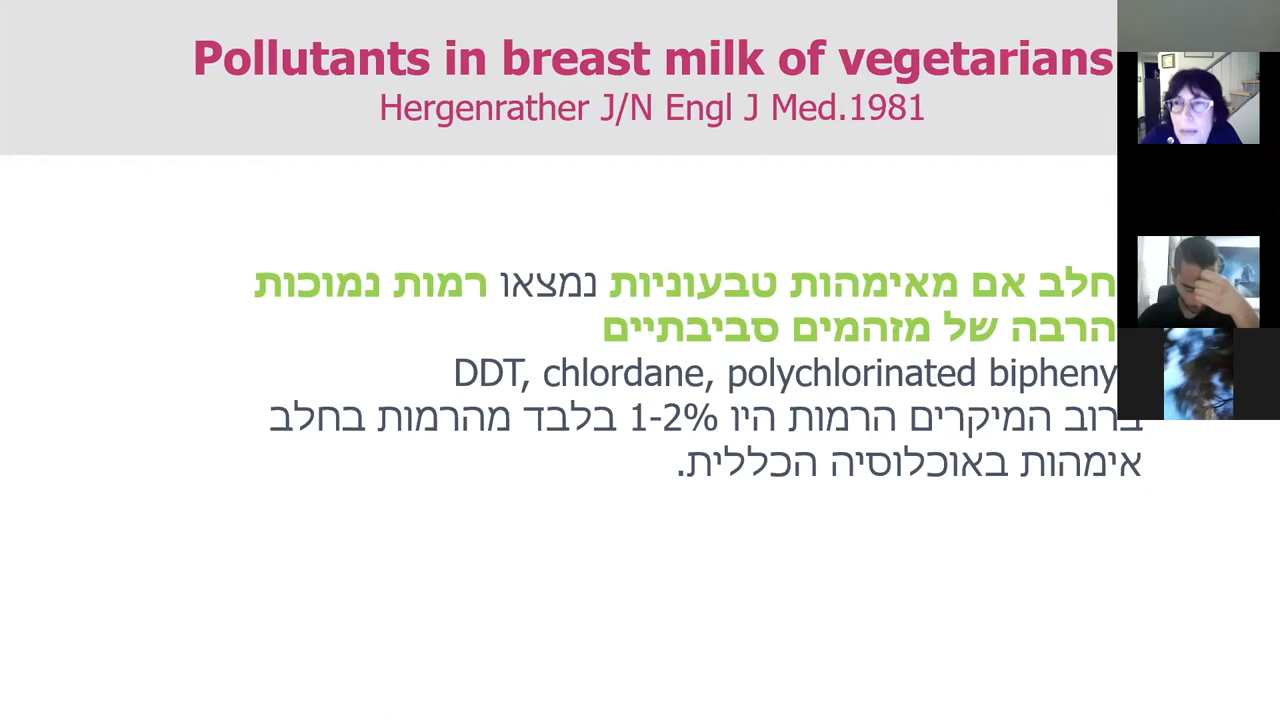 Pollutants in breast milk of vegetarians
Hergenrather J/N Engl J Med.1981
חלב אם מאימהות טבעוניות נמצאו רמות נמוכות
הרבה של מזהמים סביבתיים
DDT, chlordane, polychlorinated bipheny
ברוב המיקרים הרמות היו 1-2% בלבד מהרמות בחלב
אימהות באוכלוסיה הכללית.